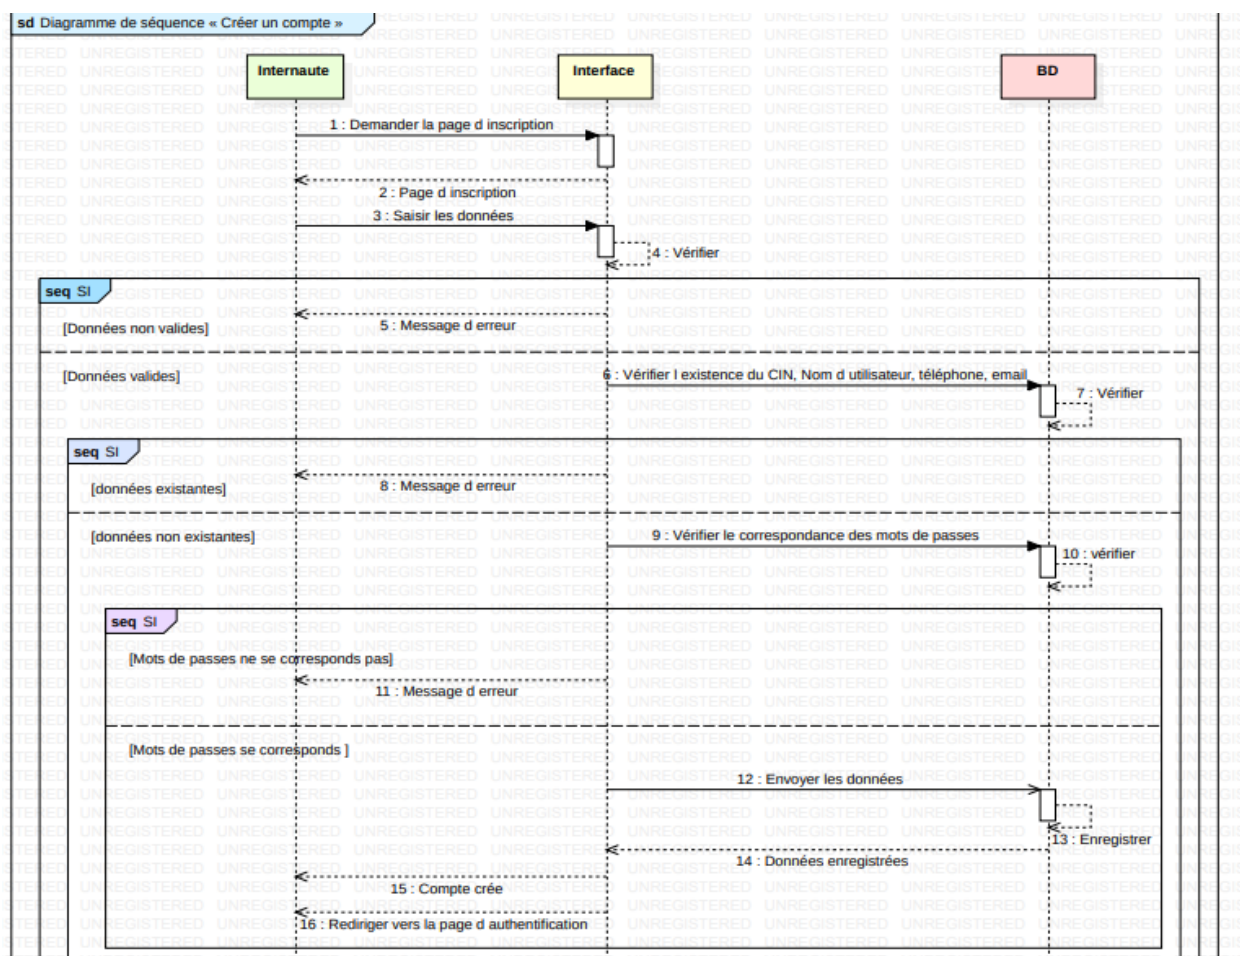 sd Diagramme de séquence « Créer un compte »
Internaute
Interface
BD
1 : Demander la page d inscription
2 : Page d inscription
3 : Saisir les données
4 : Vérifier
seq SI
5 : Message d erreur
[Données non valides]
[Données valides]
6 : Vérifier l existence du CIN, Nom d utilisateur, téléphone, email
7 : Vérifier
seq SI
8 : Message d erreur
[données existantes]
[données non existantes]
9 : Vérifier le correspondance des mots de passes
10 : vérifier
seq SI
[Mots de passes ne se corresponds pas]
11 : Message d erreur
[Mots de passes se corresponds ]
12 : Envoyer les données
13 : Enregistrer
14 : Données enregistrées
15 : Compte crée
16 : Rediriger vers la page d authentification
UNREGISTERED